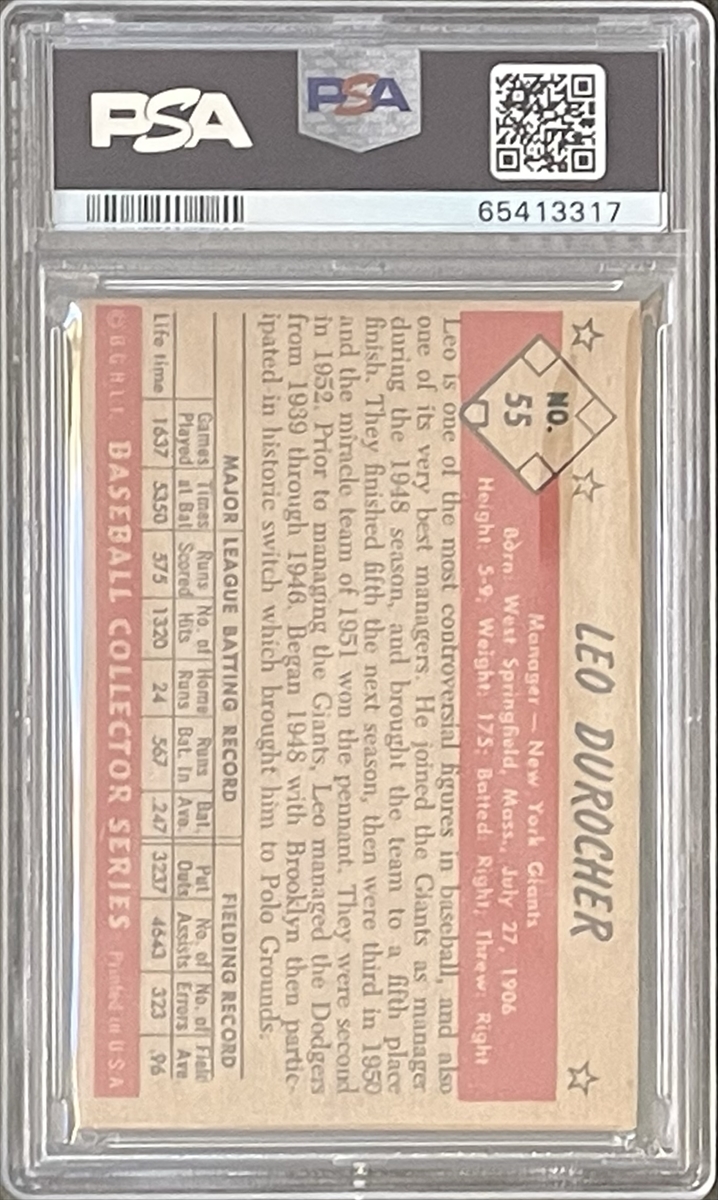 PSA
PSA
65413317
NO.
55
LEO DUROCHER
Manager — New York Giants
Born: West Springfield, Mass., July 27, 1906
Height: 5-9; Weight: 175; Batted: Right; Threw: Right
Leo is one of the most controversial figures in baseball, and also
one of its very best managers. He joined the Giants as manager
during the 1948 season, and brought the team to a fifth place
finish. They finished fifth the next season, then were third in 1950
and the miracle team of 1951 won the pennant. They were second
in 1952. Prior to managing the Giants, Leo managed the Dodgers
from 1939 through 1946. Began 1948 with Brooklyn then partic-
ipated in historic switch which brought him to Polo Grounds.
MAJOR LEAGUE BATTING RECORD FIELDING RECORD
Games Times Runs No. of Home Runs Bat. Put No. of No. of Field
Played at Bat Scored Hits Runs Bat. In Ave. Outs Assists Errors Ave
Life time 1637 5350 575 1320 24 567 .247 3237 4643 323 .96
© B.G.H.L.I. BASEBALL COLLECTOR SERIES Printed in U.S.A.